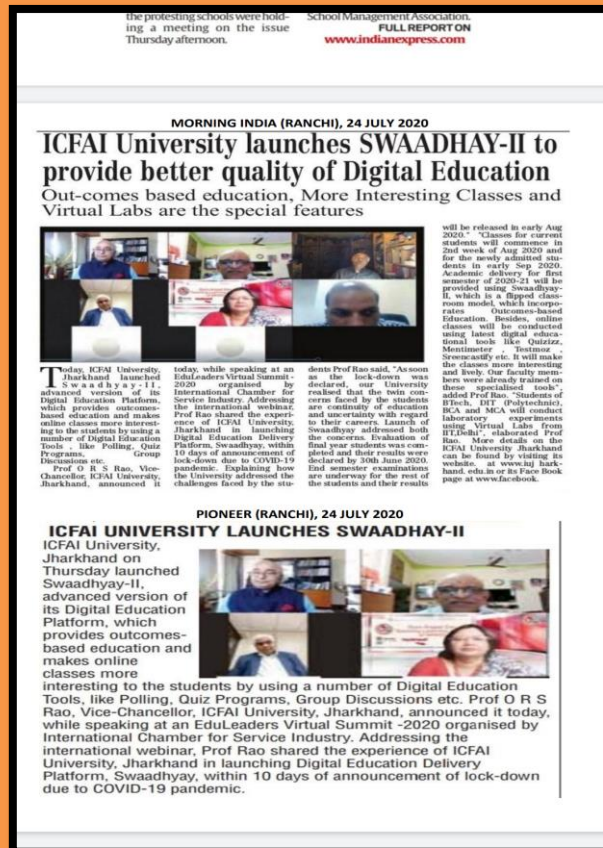 the protesting schools were hold-
ing a meeting on the issue
Thursday afternoon.
School Management Association.
FULL REPORT ON
www.indianexpress.com
MORNING INDIA (RANCHI), 24 JULY 2020
ICFAI University launches SWAADHAY-II to
provide better quality of Digital Education
Out-comes based education, More Interesting Classes and
Virtual Labs are the special features
Today, ICFAI University,
Jharkhand launched
Swaadhyay-II,
advanced version of its
Digital Education Platform,
which provides outcomes-
based education and makes
online classes more interest-
ing to the students by using a
number of Digital Education
Tools , like Polling, Quiz
Programs, Group
Discussions etc.
Prof O R S Rao, Vice-
Chancellor, ICFAI University,
Jharkhand, announced it
today, while speaking at an
EduLeaders Virtual Summit -
2020 organised by
International Chamber for
Service Industry. Addressing
the international webinar,
Prof Rao shared the experi-
ence of ICFAI University,
Jharkhand in launching
Digital Education Delivery
Platform, Swaadhyay, within
10 days of announcement of
lock-down due to COVID-19
pandemic. Explaining how
the University addressed the
challenges faced by the stu-
dents Prof Rao said, "As soon
as the lock-down was
declared, our University
realised that the twin con-
cerns faced by the students
are continuity of education
and uncertainty with regard
to their careers. Launch of
Swaadhyay addressed both
the concerns. Evaluation of
final year students was com-
pleted and their results were
declared by 30th June 2020.
End semester examinations
are underway for the rest of
the students and their results
will be released in early Aug
2020." "Classes for current
students will commence in
2nd week of Aug 2020 and
for the newly admitted stu-
dents in early Sep 2020.
Academic delivery for first
semester of 2020-21 will be
provided using Swaadhyay-
II, which is a flipped class-
room model, which incorpo-
rates Outcomes-based
Education. Besides, online
classes will be conducted
using latest digital educa-
tional tools like Quizizz,
Mentimeter , Testmoz ,
Sreencastify etc. It will make
the classes more interesting
and lively. Our faculty mem-
bers were already trained on
these specialised tools",
added Prof Rao. "Students of
BTech, DIT (Polytechnic),
BCA and MCA will conduct
laboratory experiments
using Virtual Labs from
IIT,Delhi", elaborated Prof
Rao. More details on the
ICFAI University Jharkhand
can be found by visiting its
website. at www.iuj hark-
hand. edu.in or its Face Book
page at www.facebook.
PIONEER (RANCHI), 24 JULY 2020
ICFAI UNIVERSITY LAUNCHES SWAADHAY-II
ICFAI University,
Jharkhand on
Thursday launched
Swaadhyay-II,
advanced version of
its Digital Education
Platform, which
provides outcomes-
based education and
makes online
classes more
interesting to the students by using a number of Digital Education
Tools, like Polling, Quiz Programs, Group Discussions etc. Prof O R S
Rao, Vice-Chancellor, ICFAI University, Jharkhand, announced it today,
while speaking at an EduLeaders Virtual Summit -2020 organised by
International Chamber for Service Industry. Addressing the
international webinar, Prof Rao shared the experience of ICFAI
University, Jharkhand in launching Digital Education Delivery
Platform, Swaadhyay, within 10 days of announcement of lock-down
due to COVID-19 pandemic.